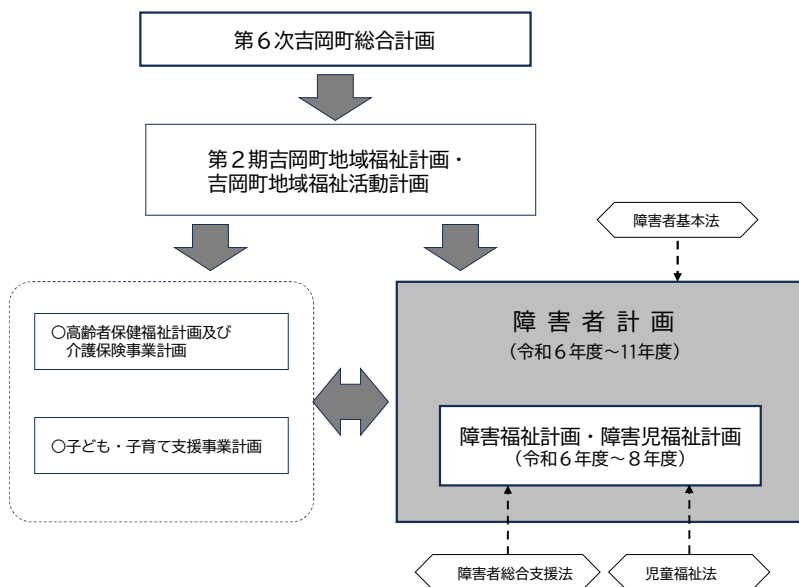 第６次吉岡町総合計画
第２期吉岡町地域福祉計画・
吉岡町地域福祉活動計画
障害者基本法
○高齢者保健福祉計画及び
介護保険事業計画
○子ども・子育て支援事業計画
障害者計画
（令和６年度～11年度）
障害福祉計画・障害児福祉計画
（令和６年度～８年度）
障害者総合支援法
児童福祉法